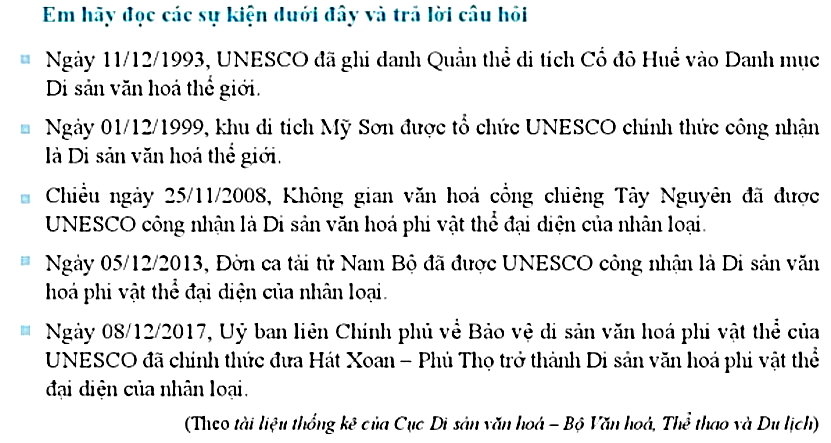 Em hãy đọc các sự kiện dưới đây và trả lời câu hỏi
Ngày 11/12/1993, UNESCO đã ghi danh Quần thể di tích Cố đô Huế vào Danh mục
Di sản văn hoá thế giới.
Ngày 01/12/1999, khu di tích Mỹ Sơn được tổ chức UNESCO chính thức công nhận
là Di sản văn hoá thế giới.
Chiều ngày 25/11/2008, Không gian văn hoá cồng chiêng Tây Nguyên đã được
UNESCO công nhận là Di sản văn hoá phi vật thể đại diện của nhân loại.
Ngày 05/12/2013, Đờn ca tài tử Nam Bộ đã được UNESCO công nhận là Di sản văn
hoá phi vật thể đại diện của nhân loại.
Ngày 08/12/2017, Uỷ ban liên Chính phủ về Bảo vệ di sản văn hoá phi vật thể của
UNESCO đã chính thức đưa Hát Xoan – Phú Thọ trở thành Di sản văn hoá phi vật thể
đại diện của nhân loại.
(Theo tài liệu thống kê của Cục Di sản văn hoá – Bộ Văn hoá, Thể thao và Du lịch)